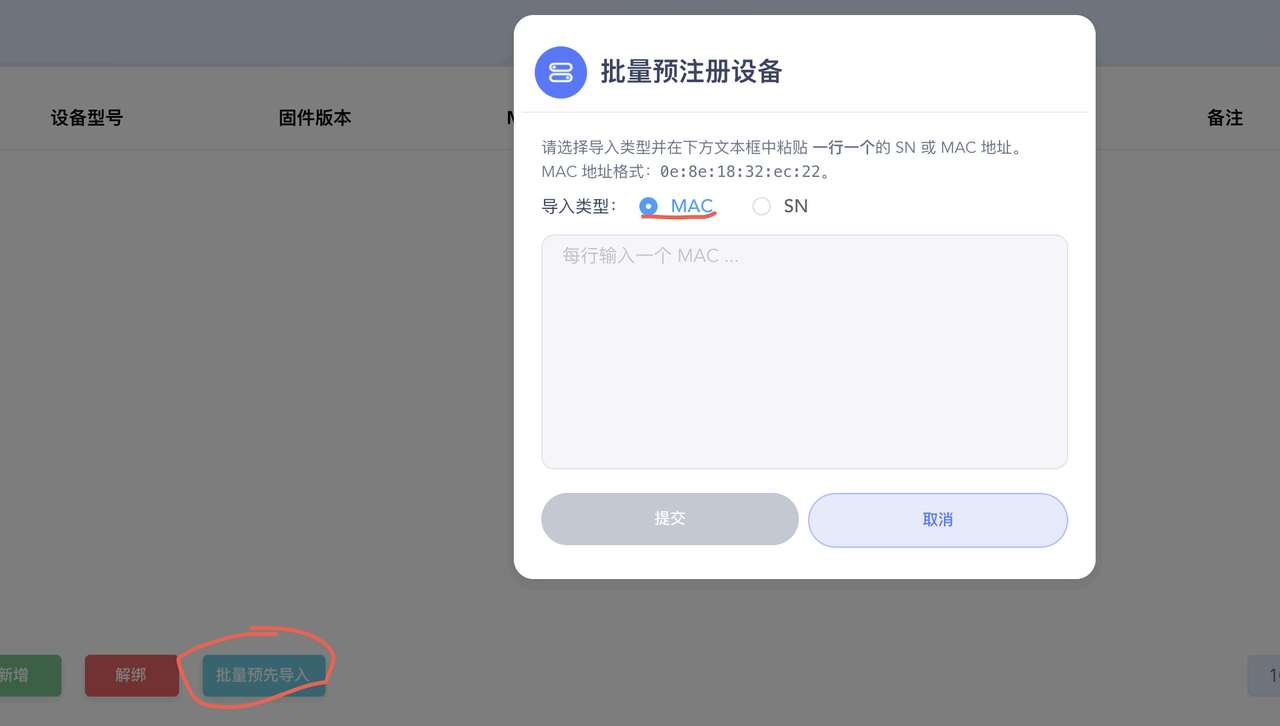 批量预注册设备
设备型号 固件版本 备注
请选择导入类型并在下方文本框中粘贴 一行一个的 SN 或 MAC 地址。
MAC 地址格式：0e:8e:18:32:ec:22。
导入类型： MAC SN
每行输入一个 MAC ...
提交 取消
新增 解绑 批量预先导入